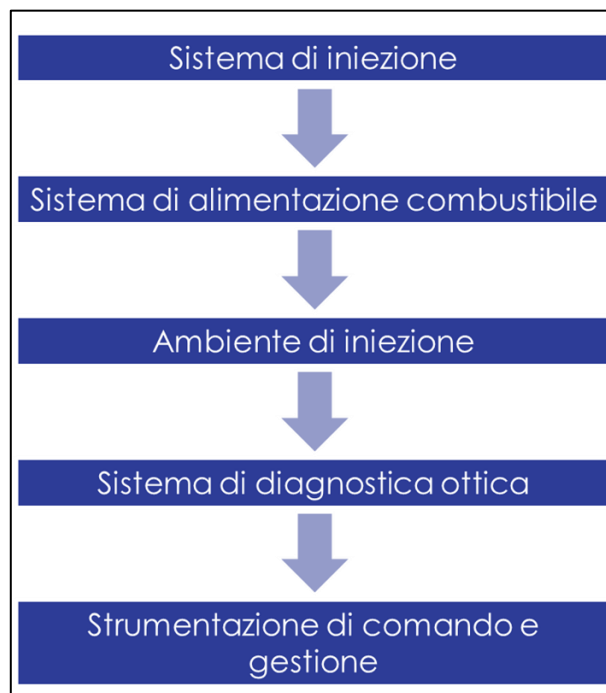 Sistema di iniezione
Sistema di alimentazione combustibile
Ambiente di iniezione
Sistema di diagnostica ottica
Strumentazione di comando e
gestione